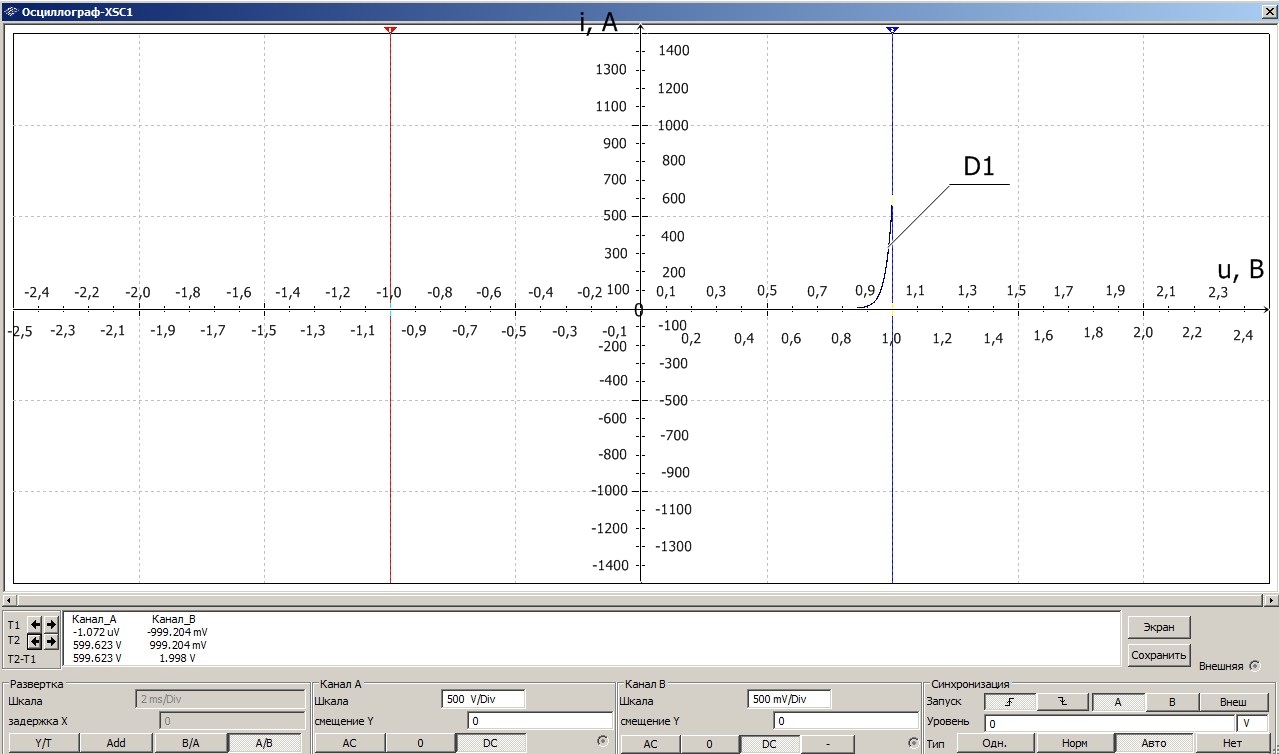 Осциллограф-XSC1
i, A
1400
1300
1200
1100
1000
900
800
700
D1
600
500
400
300
200
u, В
-2,4 -2,2 -2,0 -1,8 -1,6 -1,4 -1,2 -1,0 -0,8 -0,6 -0,4 -0,2 100 0,1 0,3 0,5 0,7 0,9 1,1 1,3 1,5 1,7 1,9 2,1 2,3
0
-2,5 -2,3 -2,1 -1,9 -1,7 -1,5 -1,3 -1,1 -0,9 -0,7 -0,5 -0,3 -0,1 -100
0,2 0,4 0,6 0,8 1,0 1,2 1,4 1,6 1,8 2,0 2,2 2,4
-200
-300
-400
-500
-600
-700
-800
-900
-1000
-1100
-1200
-1300
-1400
T1 Канал_A Канал_B
-1.072 uV -999.204 mV
T2 599.623 V 999.204 mV
T2-T1 599.623 V 1.998 V
Экран
Сохранить
Внешняя
Развертка
Шкала 2 ms/Div
задержка X 0
Y/T Add B/A A/B
Канал A
Шкала 500 V/Div
смещение Y 0
AC 0 DC
Канал B
Шкала 500 mV/Div
смещение Y 0
AC 0 DC -
Синхронизация
Запуск A B Внеш
Уровень 0 V
Тип Одн. Норм Авто Нет